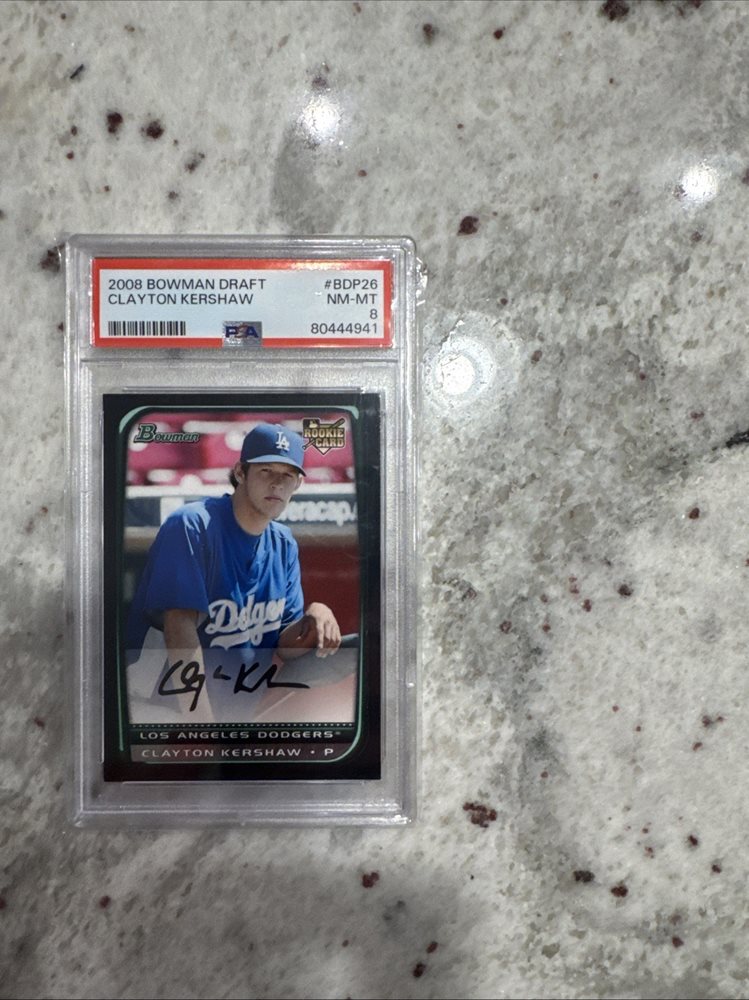 2008 BOWMAN DRAFT #BDP26
CLAYTON KERSHAW NM-MT
8
PSA 80444941
Bowman
ROOKIE CARD
LA
Dodgers
LOS ANGELES DODGERS®
CLAYTON KERSHAW • P